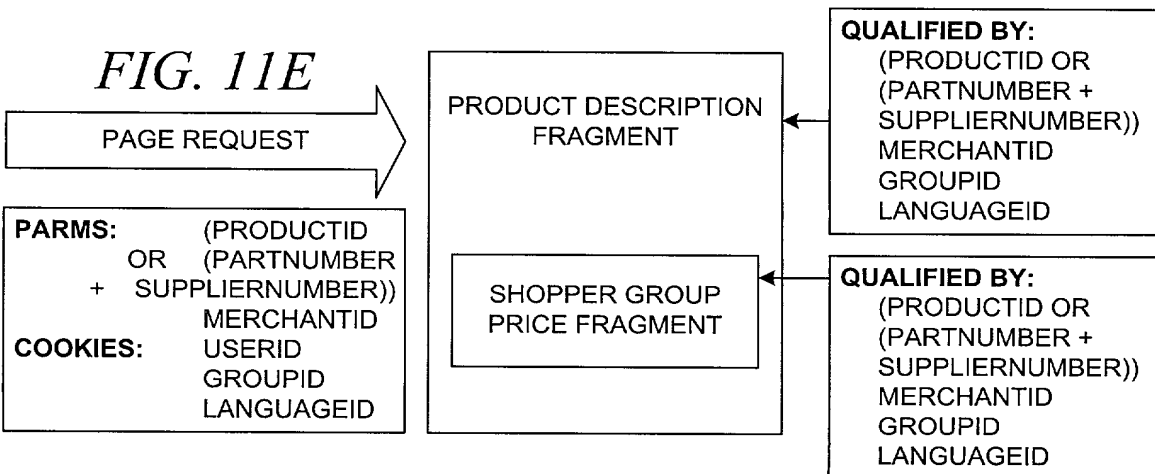 FIG. 11E
PAGE REQUEST
PARMS: (PRODUCTID
OR (PARTNUMBER
+ SUPPLIERNUMBER))
MERCHANTID
COOKIES: USERID
GROUPID
LANGUAGEID
PRODUCT DESCRIPTION
FRAGMENT
SHOPPER GROUP
PRICE FRAGMENT
QUALIFIED BY:
(PRODUCTID OR
(PARTNUMBER +
SUPPLIERNUMBER))
MERCHANTID
GROUPID
LANGUAGEID
QUALIFIED BY:
(PRODUCTID OR
(PARTNUMBER +
SUPPLIERNUMBER))
MERCHANTID
GROUPID
LANGUAGEID